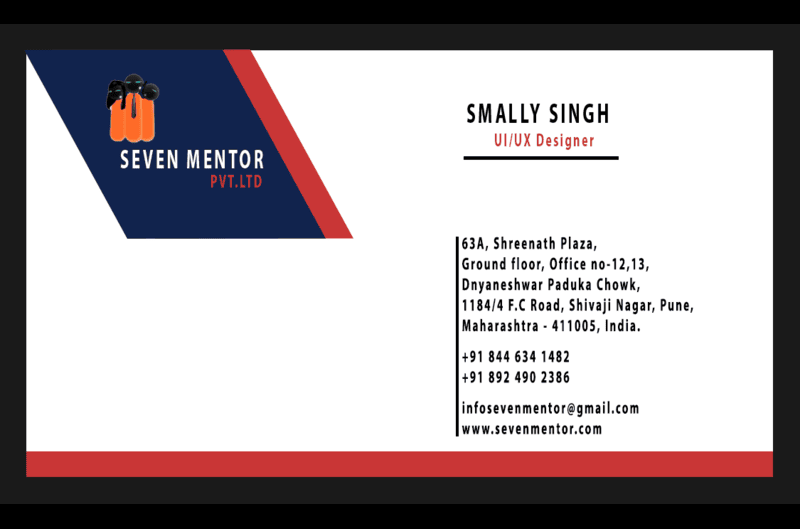 SEVEN MENTOR
PVT.LTD
SMALLY SINGH
UI/UX Designer
63A, Shreenath Plaza,
Ground floor, Office no-12,13,
Dnyaneshwar Paduka Chowk,
1184/4 F.C Road, Shivaji Nagar, Pune,
Maharashtra - 411005, India.
+91 844 634 1482
+91 892 490 2386
infosevenmentor@gmail.com
www.sevenmentor.com